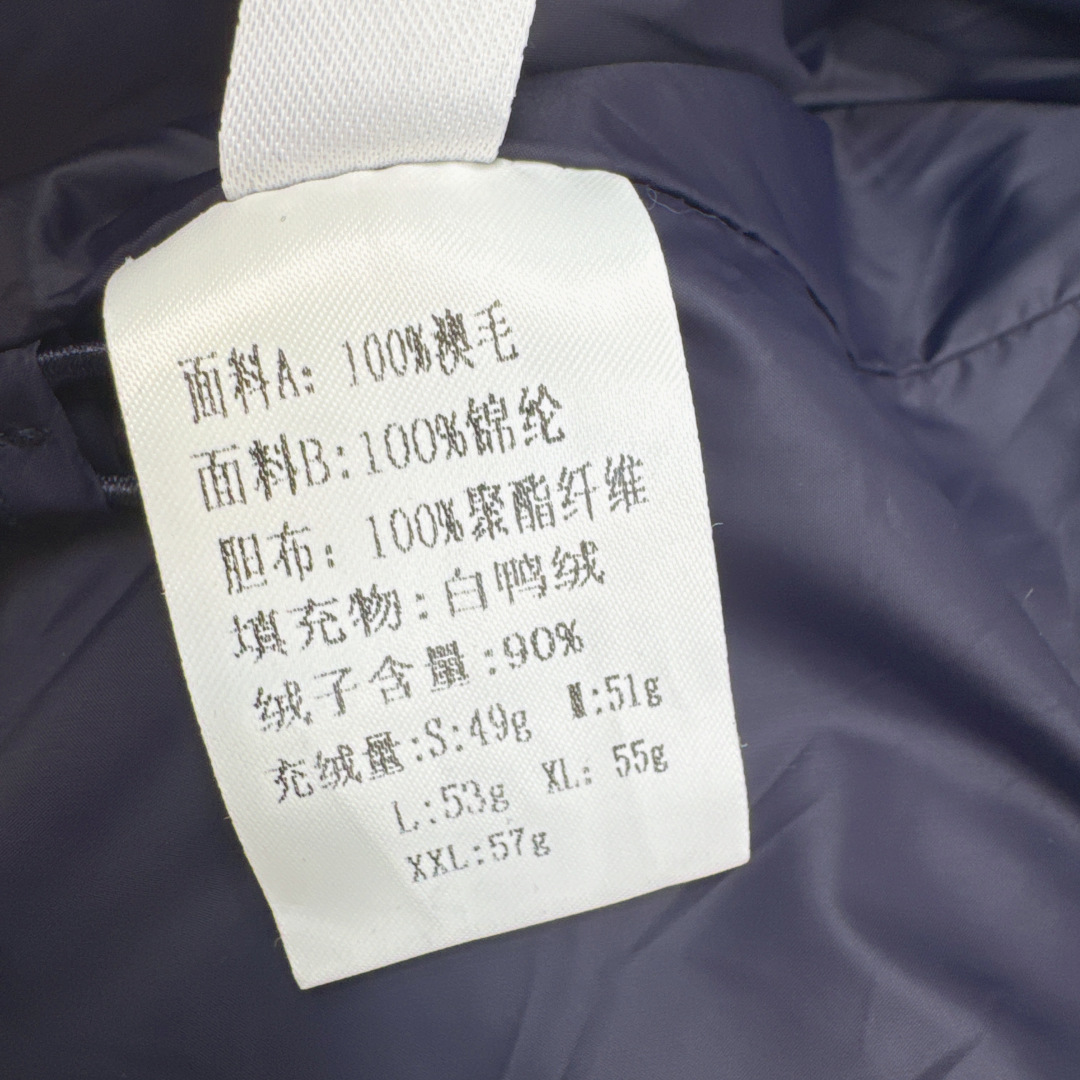 面料A: 100%澳毛
面料B:100%锦纶
胆布: 100%聚酯纤维
填充物:白鸭绒
绒子含量:90%
充绒量:S:49g M:51g
L:53g XL: 55g
XXL:57g